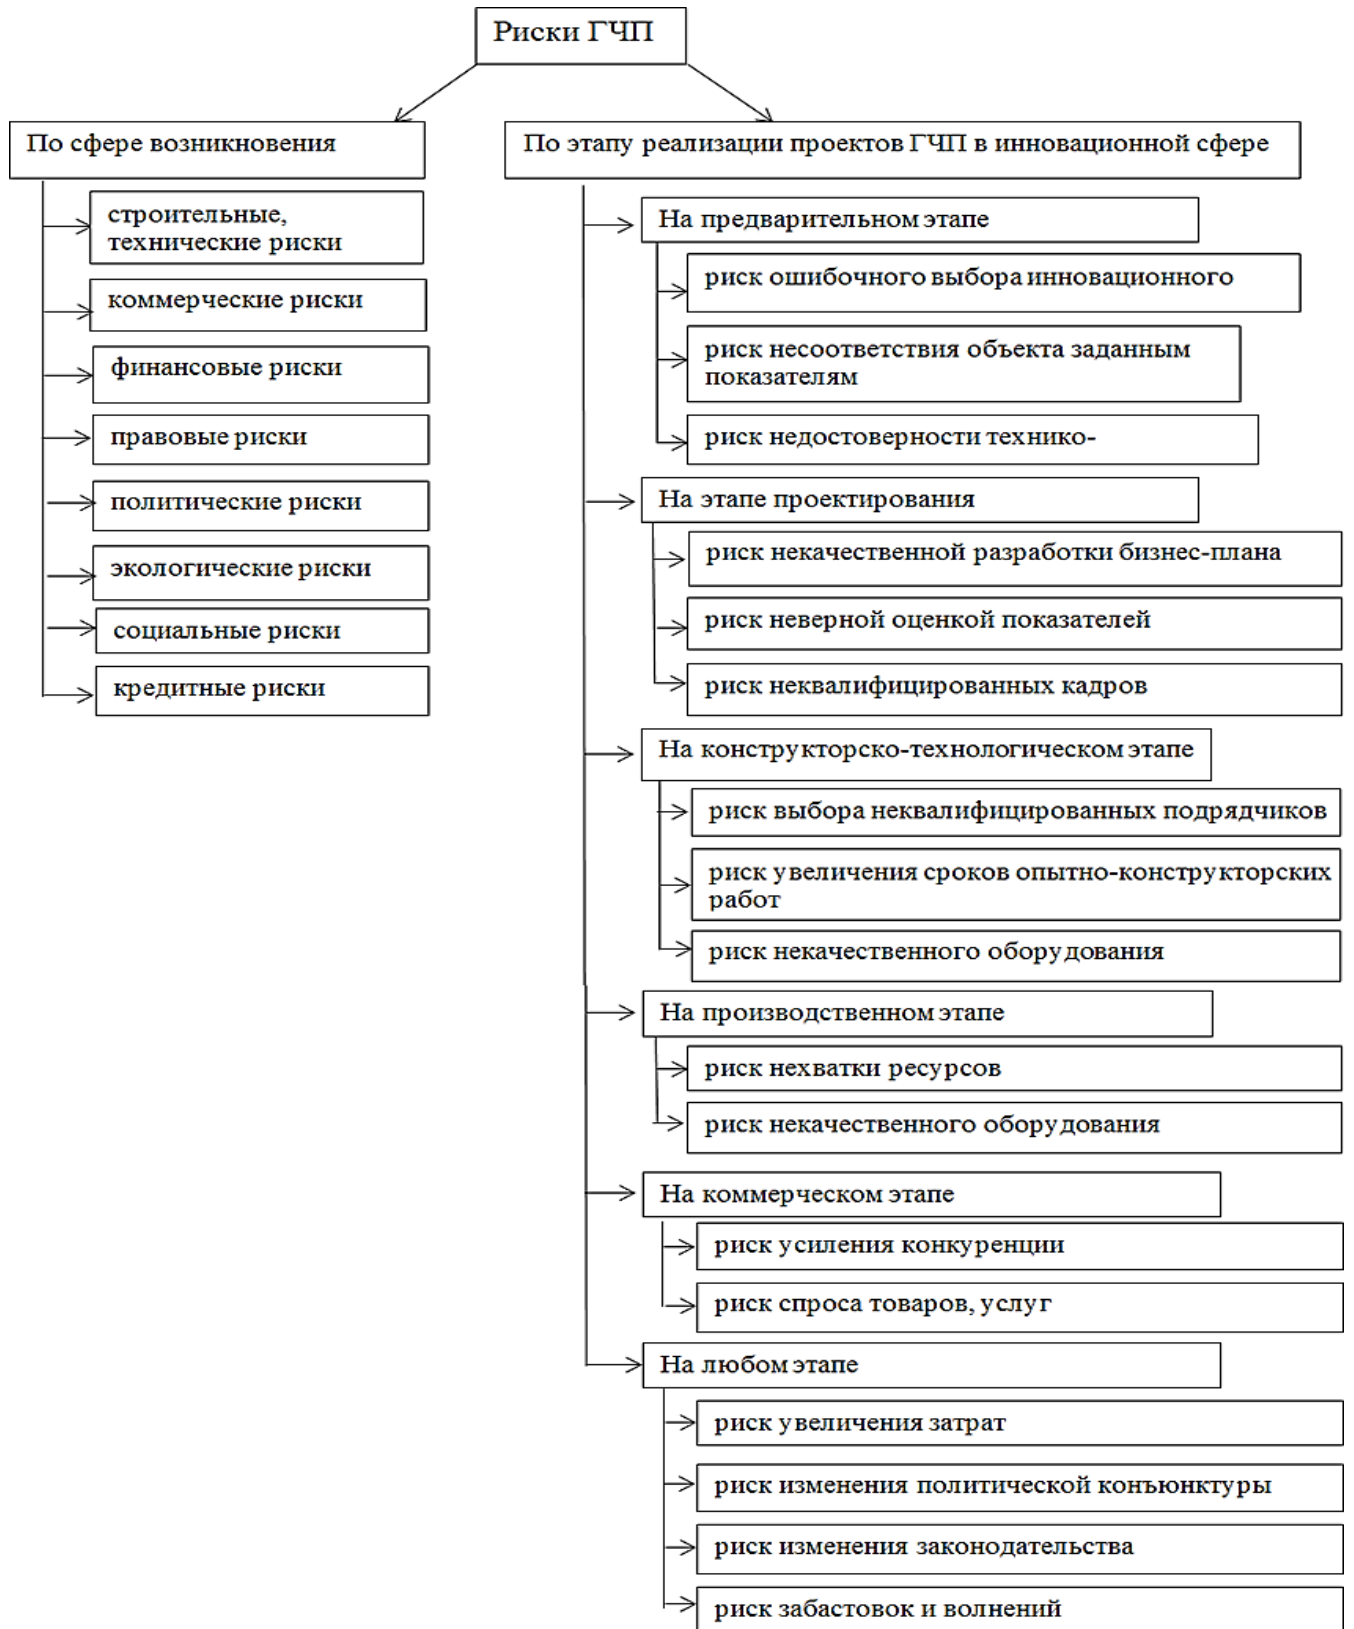 Риски ГЧП
По сфере возникновения
строительные,
технические риски
коммерческие риски
финансовые риски
правовые риски
политические риски
экологические риски
социальные риски
кредитные риски
По этапу реализации проектов ГЧП в инновационной сфере
На предварительном этапе
риск ошибочного выбора инновационного
риск несоответствия объекта заданным
показателям
риск недостоверности технико-
На этапе проектирования
риск некачественной разработки бизнес-плана
риск неверной оценкой показателей
риск неквалифицированных кадров
На конструкторско-технологическом этапе
риск выбора неквалифицированных подрядчиков
риск увеличения сроков опытно-конструкторских
работ
риск некачественного оборудования
На производственном этапе
риск нехватки ресурсов
риск некачественного оборудования
На коммерческом этапе
риск усиления конкуренции
риск спроса товаров, услуг
На любом этапе
риск увеличения затрат
риск изменения политической конъюнктуры
риск изменения законодательства
риск забастовок и волнений